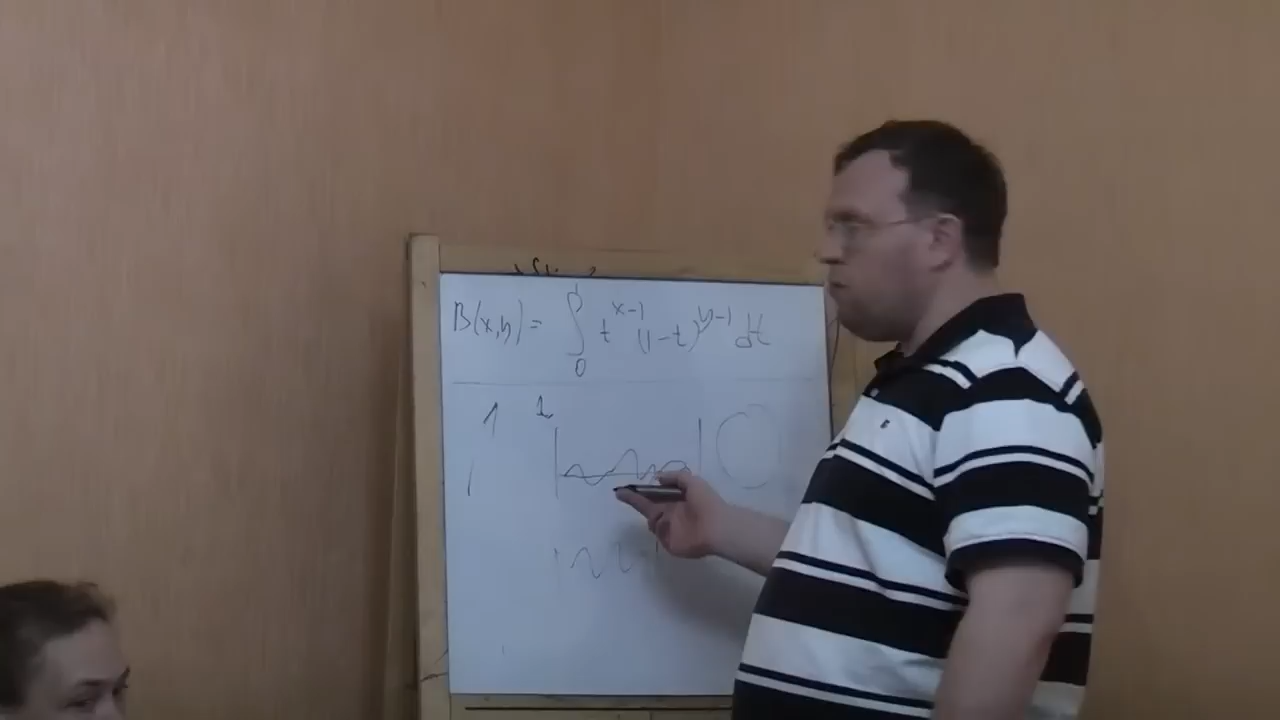 B(x,y) = ∫₀¹ t^{x-1} (1-t)^{y-1} dt
1 2